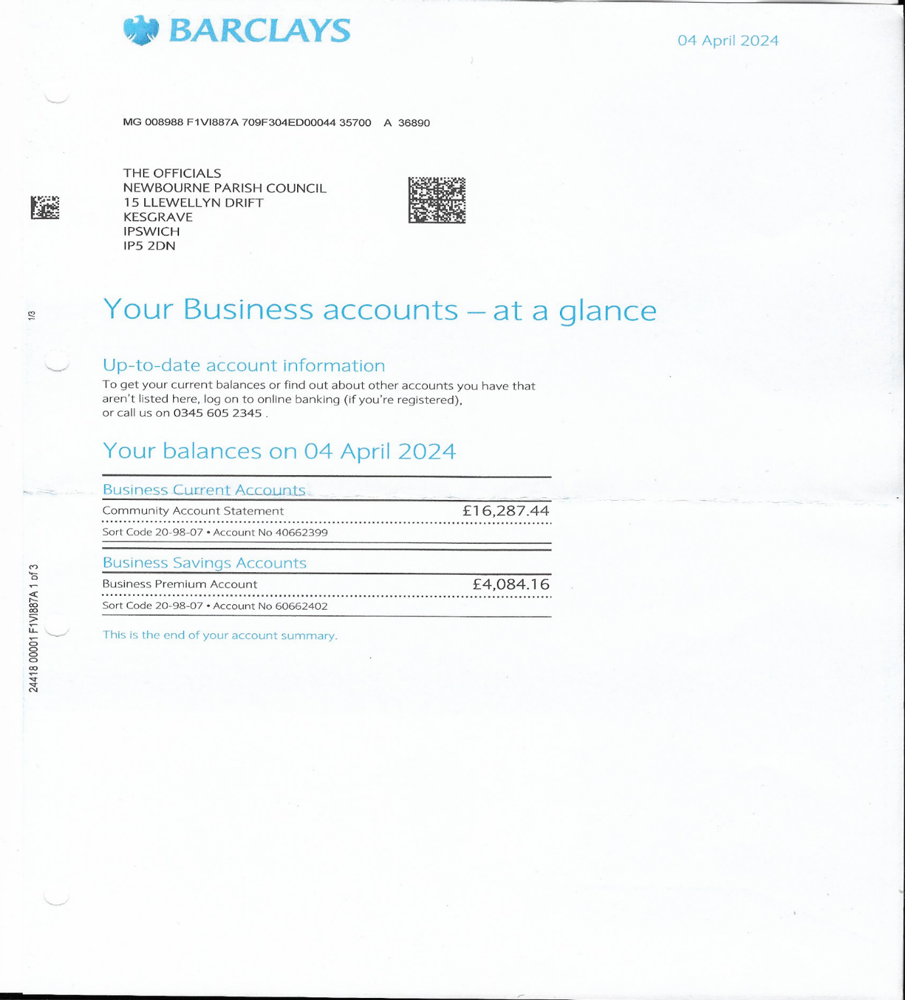 BARCLAYS
04 April 2024
MG 008988 F1VI887A 709F304ED00044 35700 A 36890
THE OFFICIALS
NEWBOURNE PARISH COUNCIL
15 LLEWELLYN DRIFT
KESGRAVE
IPSWICH
IP5 2DN
1/3
Your Business accounts – at a glance
Up-to-date account information
To get your current balances or find out about other accounts you have that
aren't listed here, log on to online banking (if you're registered),
or call us on 0345 605 2345 .
Your balances on 04 April 2024
Business Current Accounts
Community Account Statement £16,287.44
Sort Code 20-98-07 • Account No 40662399
Business Savings Accounts
Business Premium Account £4,084.16
Sort Code 20-98-07 • Account No 60662402
This is the end of your account summary.
24418 00001 F1VI887A 1 of 3